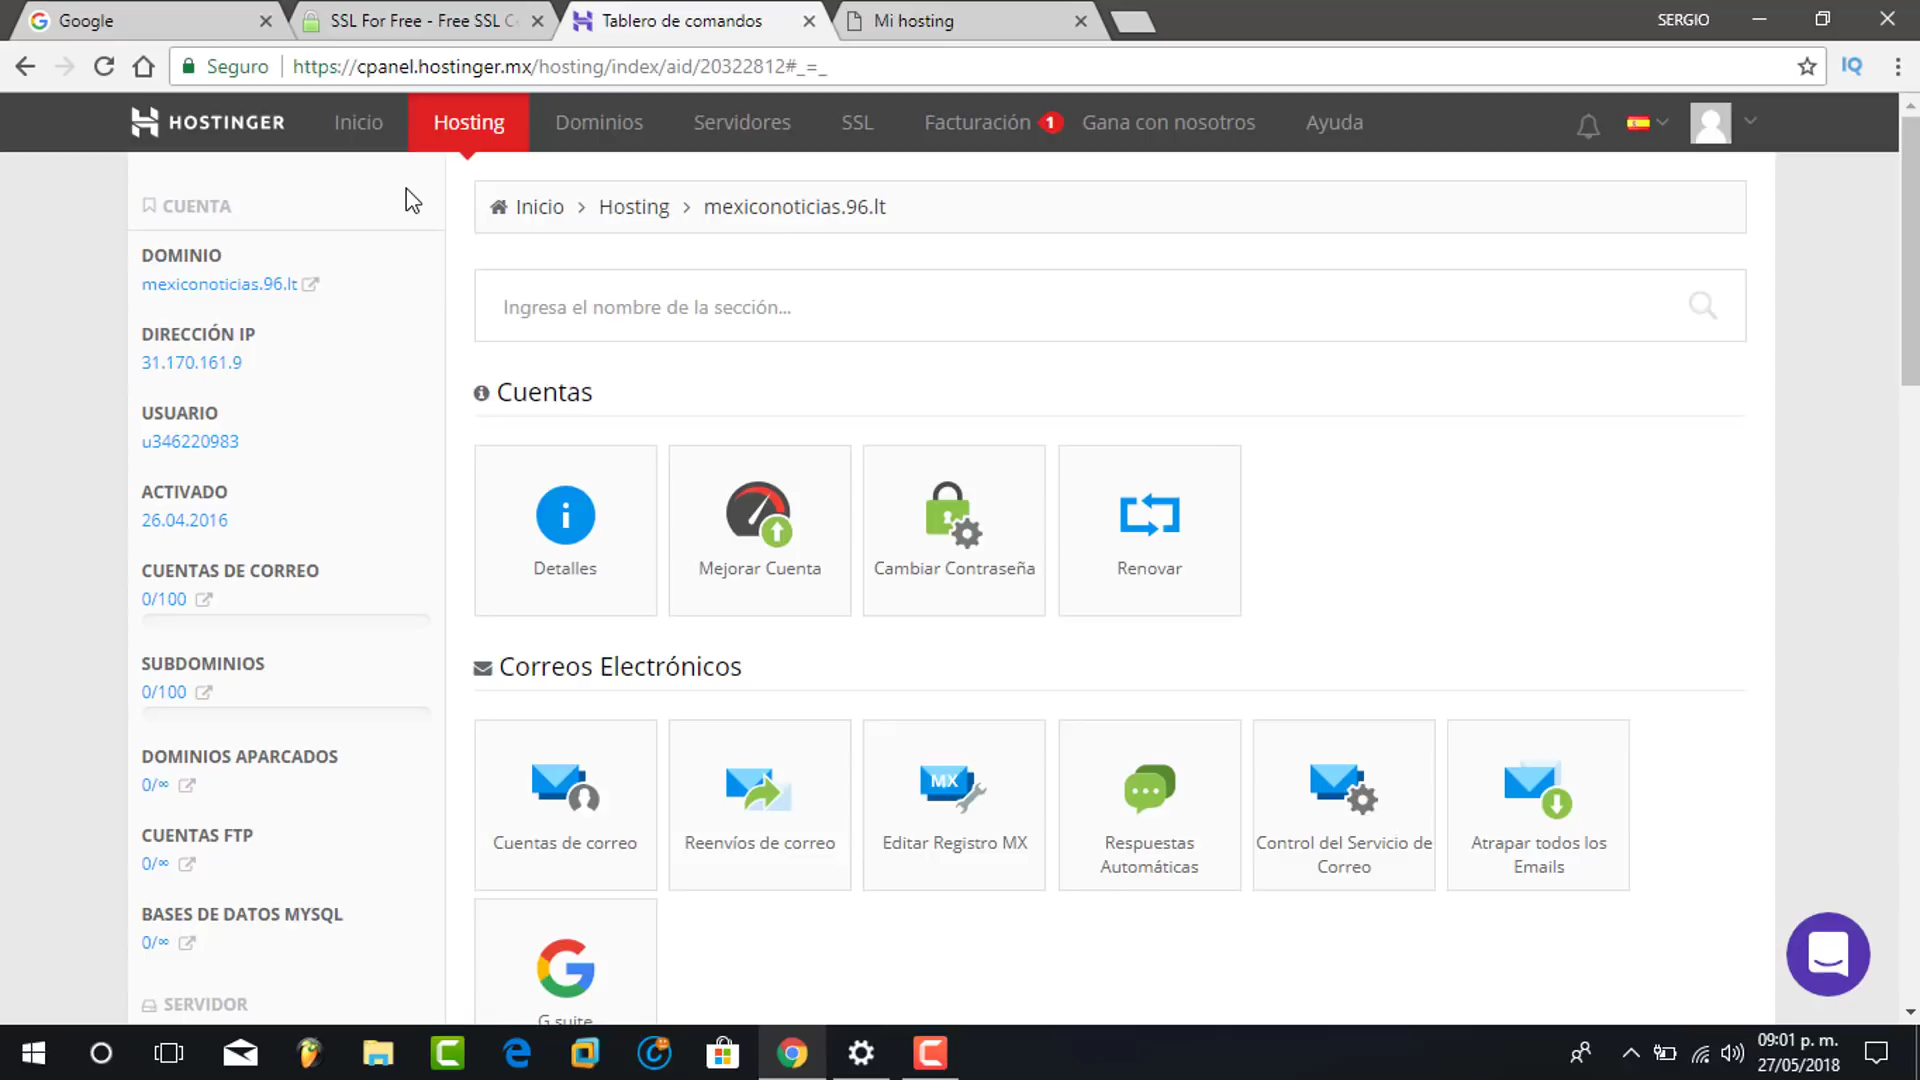 Google
SSL For Free - Free SSL C
Tablero de comandos
Mi hosting
SERGIO
Seguro
https://cpanel.hostinger.mx/hosting/index/aid/20322812#_=_
IQ
HOSTINGER
Inicio
Hosting
Dominios
Servidores
SSL
Facturación 1
Gana con nosotros
Ayuda
CUENTA
DOMINIO
mexiconoticias.96.lt
DIRECCIÓN IP
31.170.161.9
USUARIO
u346220983
ACTIVADO
26.04.2016
CUENTAS DE CORREO
0/100
SUBDOMINIOS
0/100
DOMINIOS APARCADOS
0/∞
CUENTAS FTP
0/∞
BASES DE DATOS MYSQL
0/∞
SERVIDOR
Inicio > Hosting > mexiconoticias.96.lt
Ingresa el nombre de la sección...
Cuentas
Detalles
Mejorar Cuenta
Cambiar Contraseña
Renovar
Correos Electrónicos
Cuentas de correo
Reenvíos de correo
MX
Editar Registro MX
Respuestas
Automáticas
Control del Servicio de
Correo
Atrapar todos los
Emails
G suite
09:01 p. m.
27/05/2018